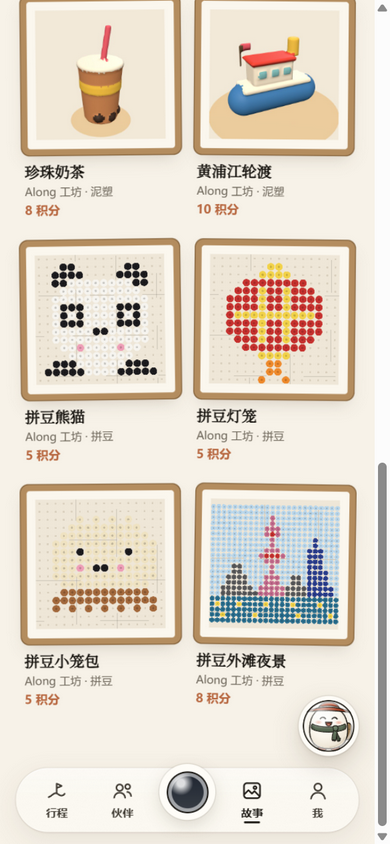 珍珠奶茶
Along 工坊 · 泥塑
8 积分
黄浦江轮渡
Along 工坊 · 泥塑
10 积分
拼豆熊猫
Along 工坊 · 拼豆
5 积分
拼豆灯笼
Along 工坊 · 拼豆
5 积分
拼豆小笼包
Along 工坊 · 拼豆
5 积分
拼豆外滩夜景
Along 工坊 · 拼豆
8 积分
行程
伙伴
故事
我